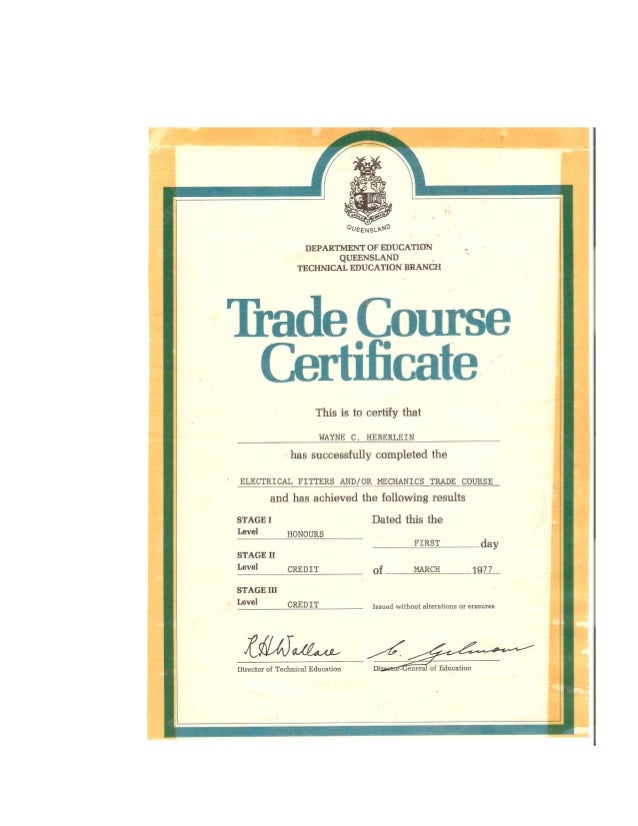 QUEENSLAND
DEPARTMENT OF EDUCATION
QUEENSLAND
TECHNICAL EDUCATION BRANCH
Trade Course
Certificate
This is to certify that
WAYNE C. HEBERLEIN
has successfully completed the
ELECTRICAL FITTERS AND/OR MECHANICS TRADE COURSE
and has achieved the following results
STAGE I
Level HONOURS
STAGE II
Level CREDIT
STAGE III
Level CREDIT
Dated this the
FIRST day
of MARCH 1977
Issued without alterations or erasures
R H Wallace
Director of Technical Education
C. Gilmour
Director-General of Education